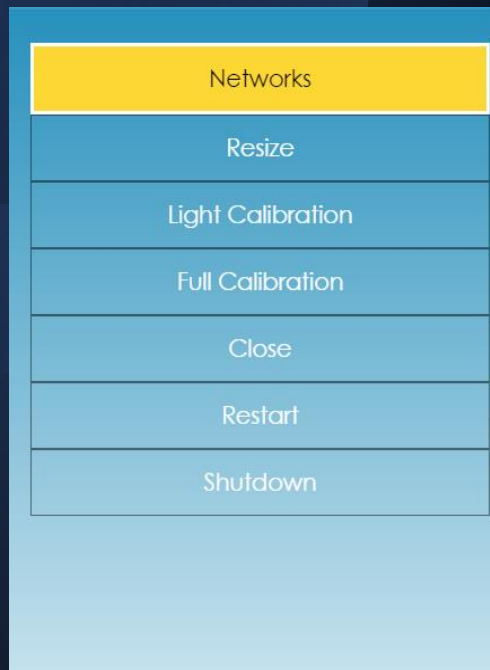 Networks
Resize
Light Calibration
Full Calibration
Close
Restart
Shutdown